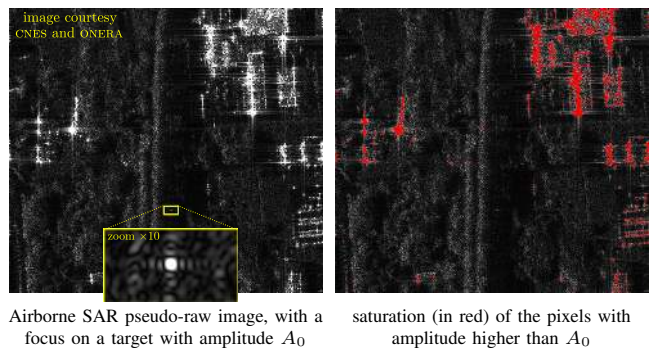 image courtesy
CNES and ONERA
zoom ×10
Airborne SAR pseudo-raw image, with a
focus on a target with amplitude A₀
saturation (in red) of the pixels with
amplitude higher than A₀